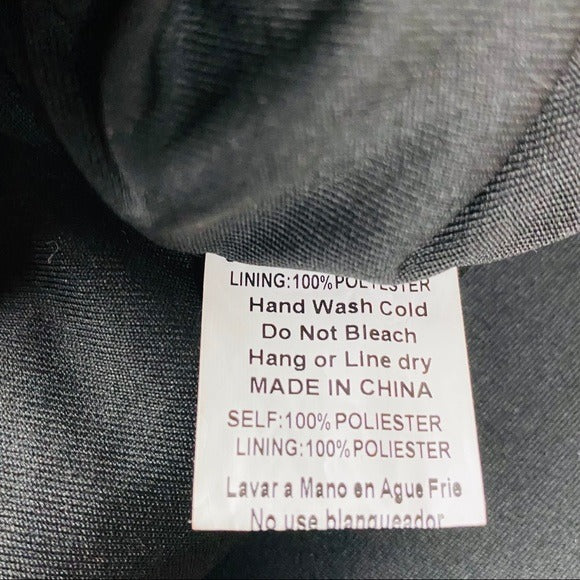 LINING:100% POLYESTER
Hand Wash Cold
Do Not Bleach
Hang or Line dry
MADE IN CHINA
SELF:100% POLIESTER
LINING:100% POLIESTER
Lavar a Mano en Ague Frie
No use blanqueador